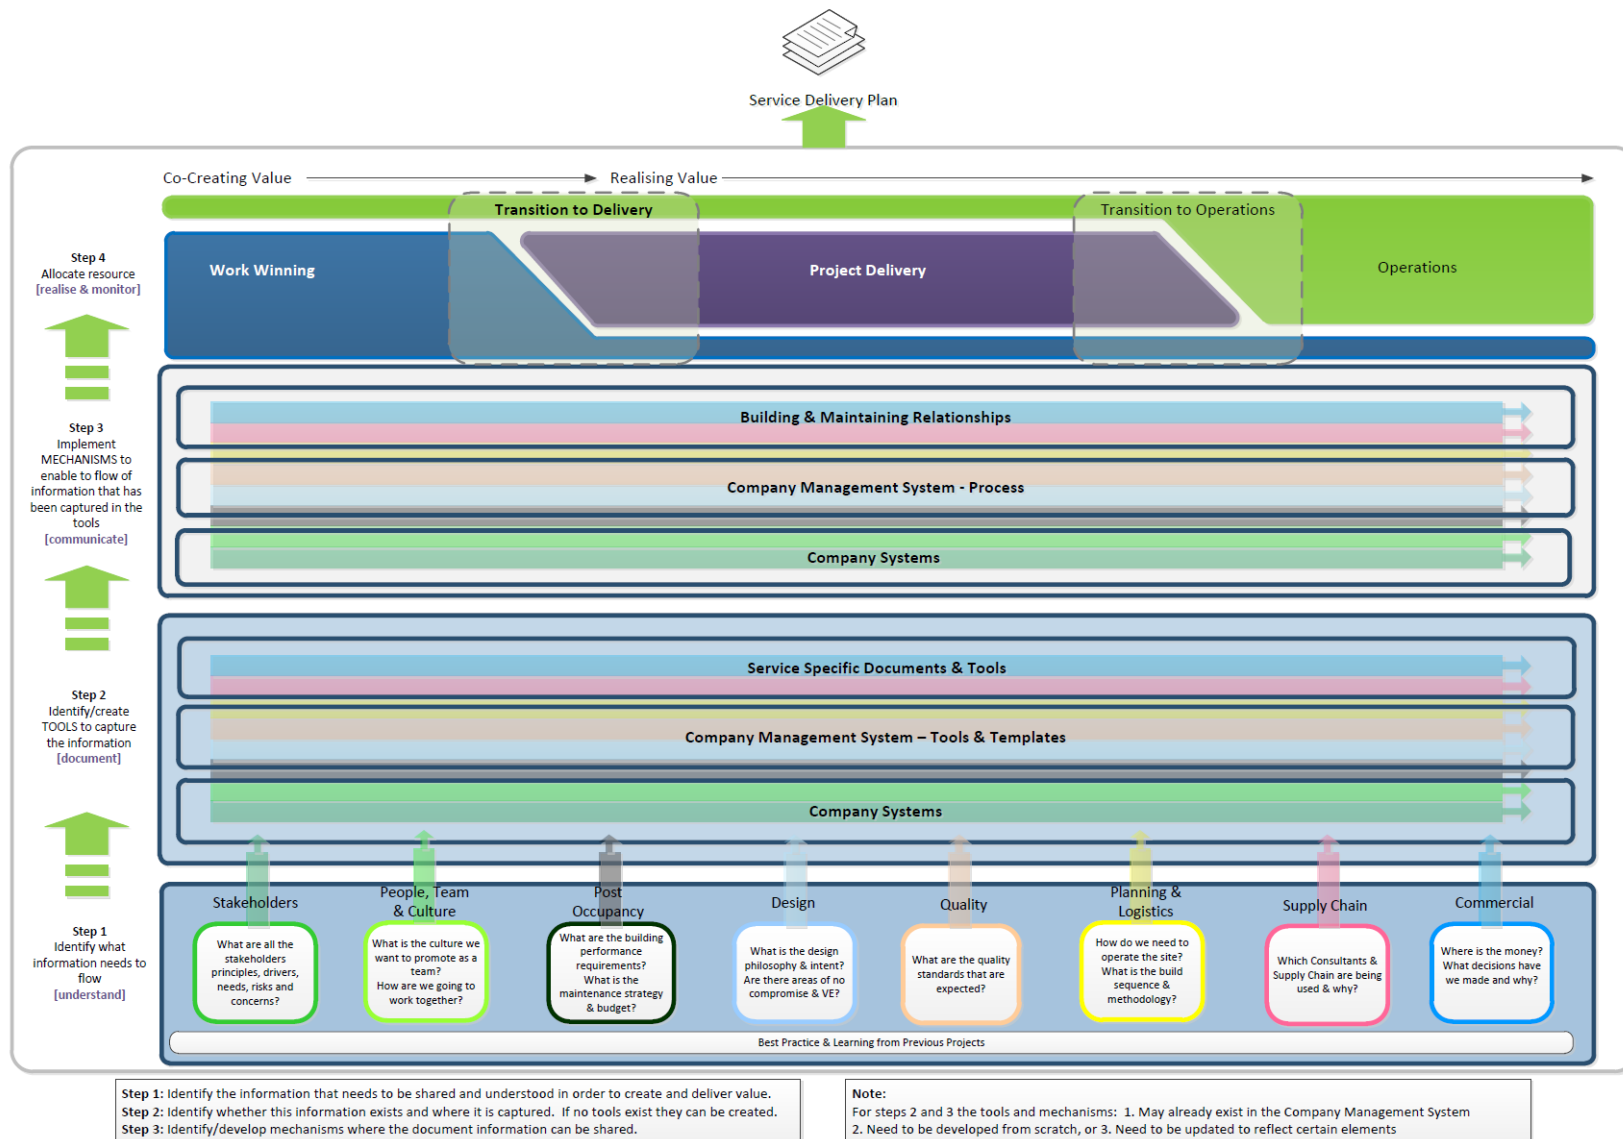 Service Delivery Plan
Co-Creating Value
Realising Value
Transition to Delivery
Transition to Operations
Work Winning
Project Delivery
Operations
Step 4
Allocate resource
[realise & monitor]
Building & Maintaining Relationships
Company Management System - Process
Company Systems
Step 3
Implement
MECHANISMS to
enable to flow of
information that has
been captured in the
tools
[communicate]
Service Specific Documents & Tools
Company Management System – Tools & Templates
Company Systems
Step 2
Identify/create
TOOLS to capture
the information
[document]
Step 1
Identify what
information needs to
flow
[understand]
Stakeholders
What are all the
stakeholders
principles, drivers,
needs, risks and
concerns?
People, Team
& Culture
What is the culture we
want to promote as a
team?
How are we going to
work together?
Post
Occupancy
What are the building
performance
requirements?
What is the
maintenance strategy
& budget?
Design
What is the design
philosophy & intent?
Are there areas of no
compromise & VE?
Quality
What are the quality
standards that are
expected?
Planning &
Logistics
How do we need to
operate the site?
What is the build
sequence &
methodology?
Supply Chain
Which Consultants &
Supply Chain are being
used & why?
Commercial
Where is the money?
What decisions have
we made and why?
Best Practice & Learning from Previous Projects
Step 1: Identify the information that needs to be shared and understood in order to create and deliver value.
Step 2: Identify whether this information exists and where it is captured. If no tools exist they can be created.
Step 3: Identify/develop mechanisms where the document information can be shared.
Note:
For steps 2 and 3 the tools and mechanisms: 1. May already exist in the Company Management System
2. Need to be developed from scratch, or 3. Need to be updated to reflect certain elements